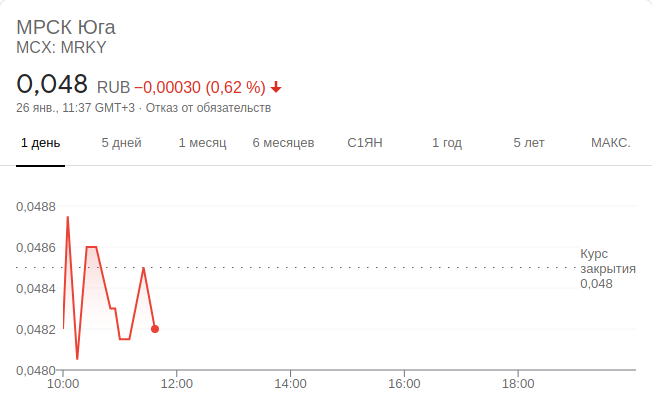 МРСК Юга
MCX: MRKY
0,048 RUB −0,00030 (0,62 %)
26 янв., 11:37 GMT+3 · Отказ от обязательств
1 день 5 дней 1 месяц 6 месяцев С1ЯН 1 год 5 лет МАКС.
0,0488
0,0486
0,0484
0,0482
0,0480
Курс
закрытия
0,048
10:00 12:00 14:00 16:00 18:00